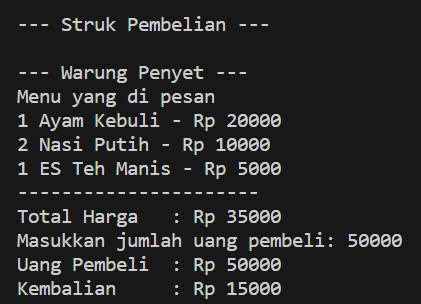 --- Struk Pembelian ---
--- Warung Penyet ---
Menu yang di pesan
1 Ayam Kebuli - Rp 20000
2 Nasi Putih - Rp 10000
1 ES Teh Manis - Rp 5000
-----------------------
Total Harga   : Rp 35000
Masukkan jumlah uang pembeli: 50000
Uang Pembeli  : Rp 50000
Kembalian     : Rp 15000